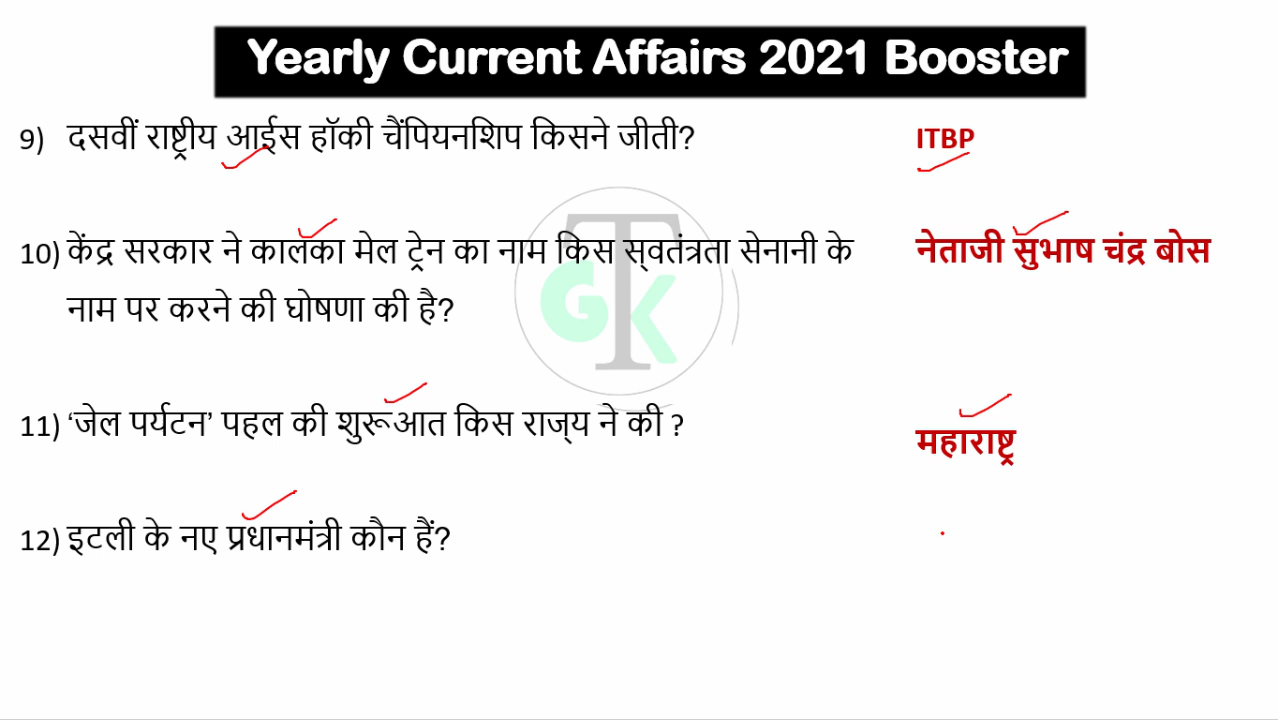 Yearly Current Affairs 2021 Booster
9) दसवीं राष्ट्रीय आईस हॉकी चैंपियनशिप किसने जीती?
ITBP
10) केंद्र सरकार ने कालका मेल ट्रेन का नाम किस स्वतंत्रता सेनानी के
नेताजी सुभाष चंद्र बोस
नाम पर करने की घोषणा की है?
11) ‘जेल पर्यटन’ पहल की शुरूआत किस राज्य ने की ?
महाराष्ट्र
12) इटली के नए प्रधानमंत्री कौन हैं?
GTK